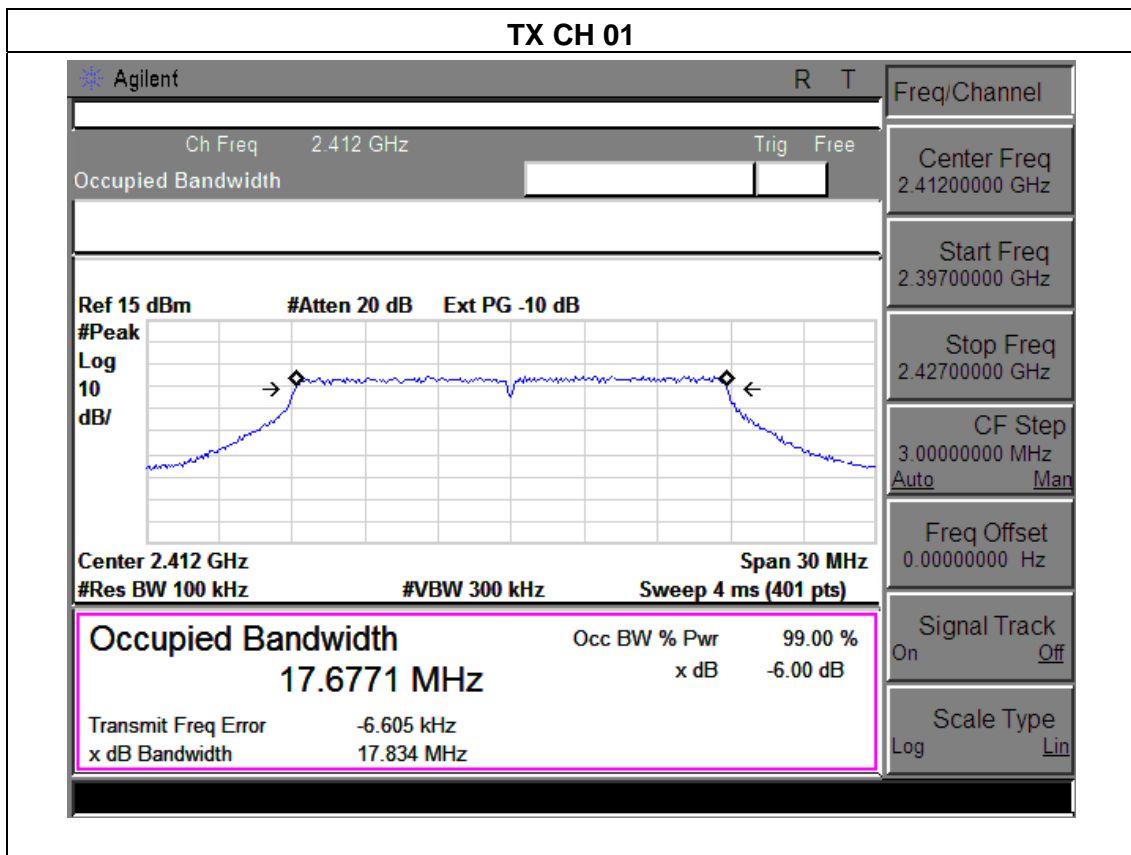 TX CH 01
Agilent R T
Ch Freq 2.412 GHz Trig Free
Occupied Bandwidth
Ref 15 dBm #Atten 20 dB Ext PG -10 dB
#Peak
Log
10
dB/
Center 2.412 GHz Span 30 MHz
#Res BW 100 kHz #VBW 300 kHz Sweep 4 ms (401 pts)
Occupied Bandwidth Occ BW % Pwr 99.00 %
17.6771 MHz x dB -6.00 dB
Transmit Freq Error -6.605 kHz
x dB Bandwidth 17.834 MHz
Freq/Channel
Center Freq
2.41200000 GHz
Start Freq
2.39700000 GHz
Stop Freq
2.42700000 GHz
CF Step
3.00000000 MHz
Auto Man
Freq Offset
0.00000000 Hz
Signal Track
On Off
Scale Type
Log Lin